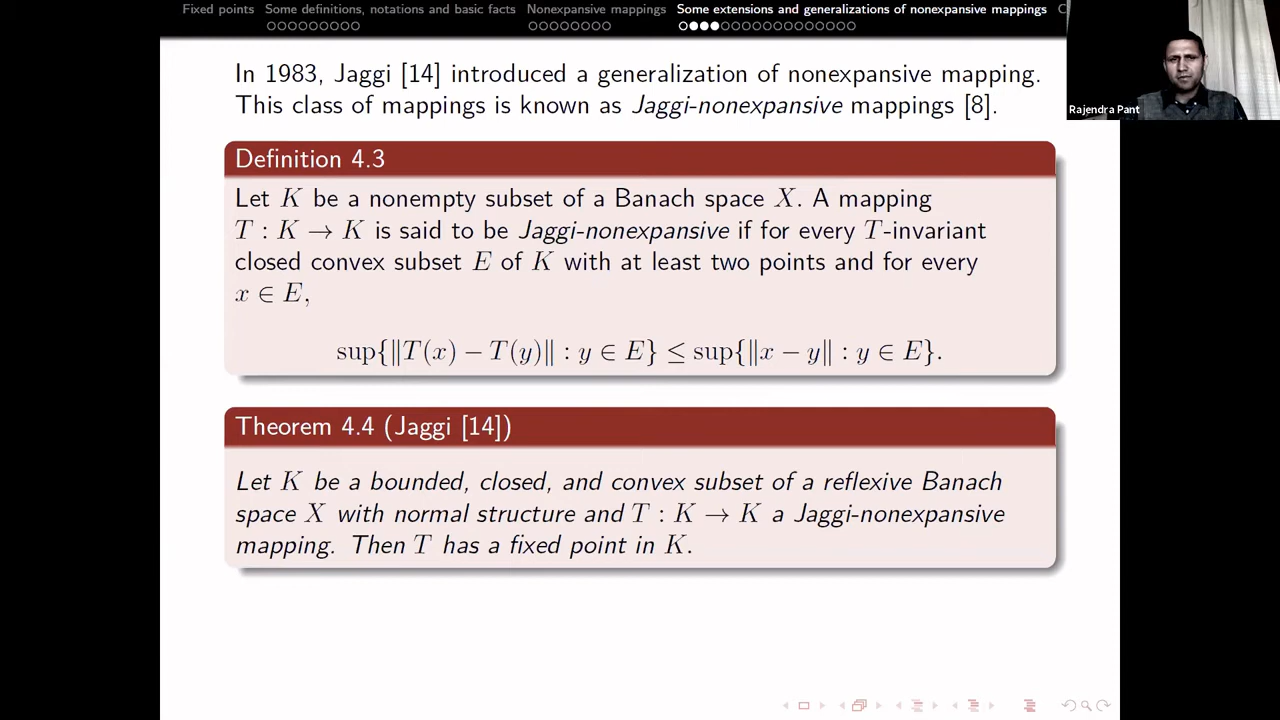 Fixed points Some definitions, notations and basic facts Nonexpansive mappings Some extensions and generalizations of nonexpansive mappings
In 1983, Jaggi [14] introduced a generalization of nonexpansive mapping.
This class of mappings is known as Jaggi-nonexpansive mappings [8].
Rajendra Pant
Definition 4.3
Let K be a nonempty subset of a Banach space X. A mapping
T : K → K is said to be Jaggi-nonexpansive if for every T-invariant
closed convex subset E of K with at least two points and for every
x ∈ E,
sup{‖T(x) − T(y)‖ : y ∈ E} ≤ sup{‖x − y‖ : y ∈ E}.
Theorem 4.4 (Jaggi [14])
Let K be a bounded, closed, and convex subset of a reflexive Banach
space X with normal structure and T : K → K a Jaggi-nonexpansive
mapping. Then T has a fixed point in K.